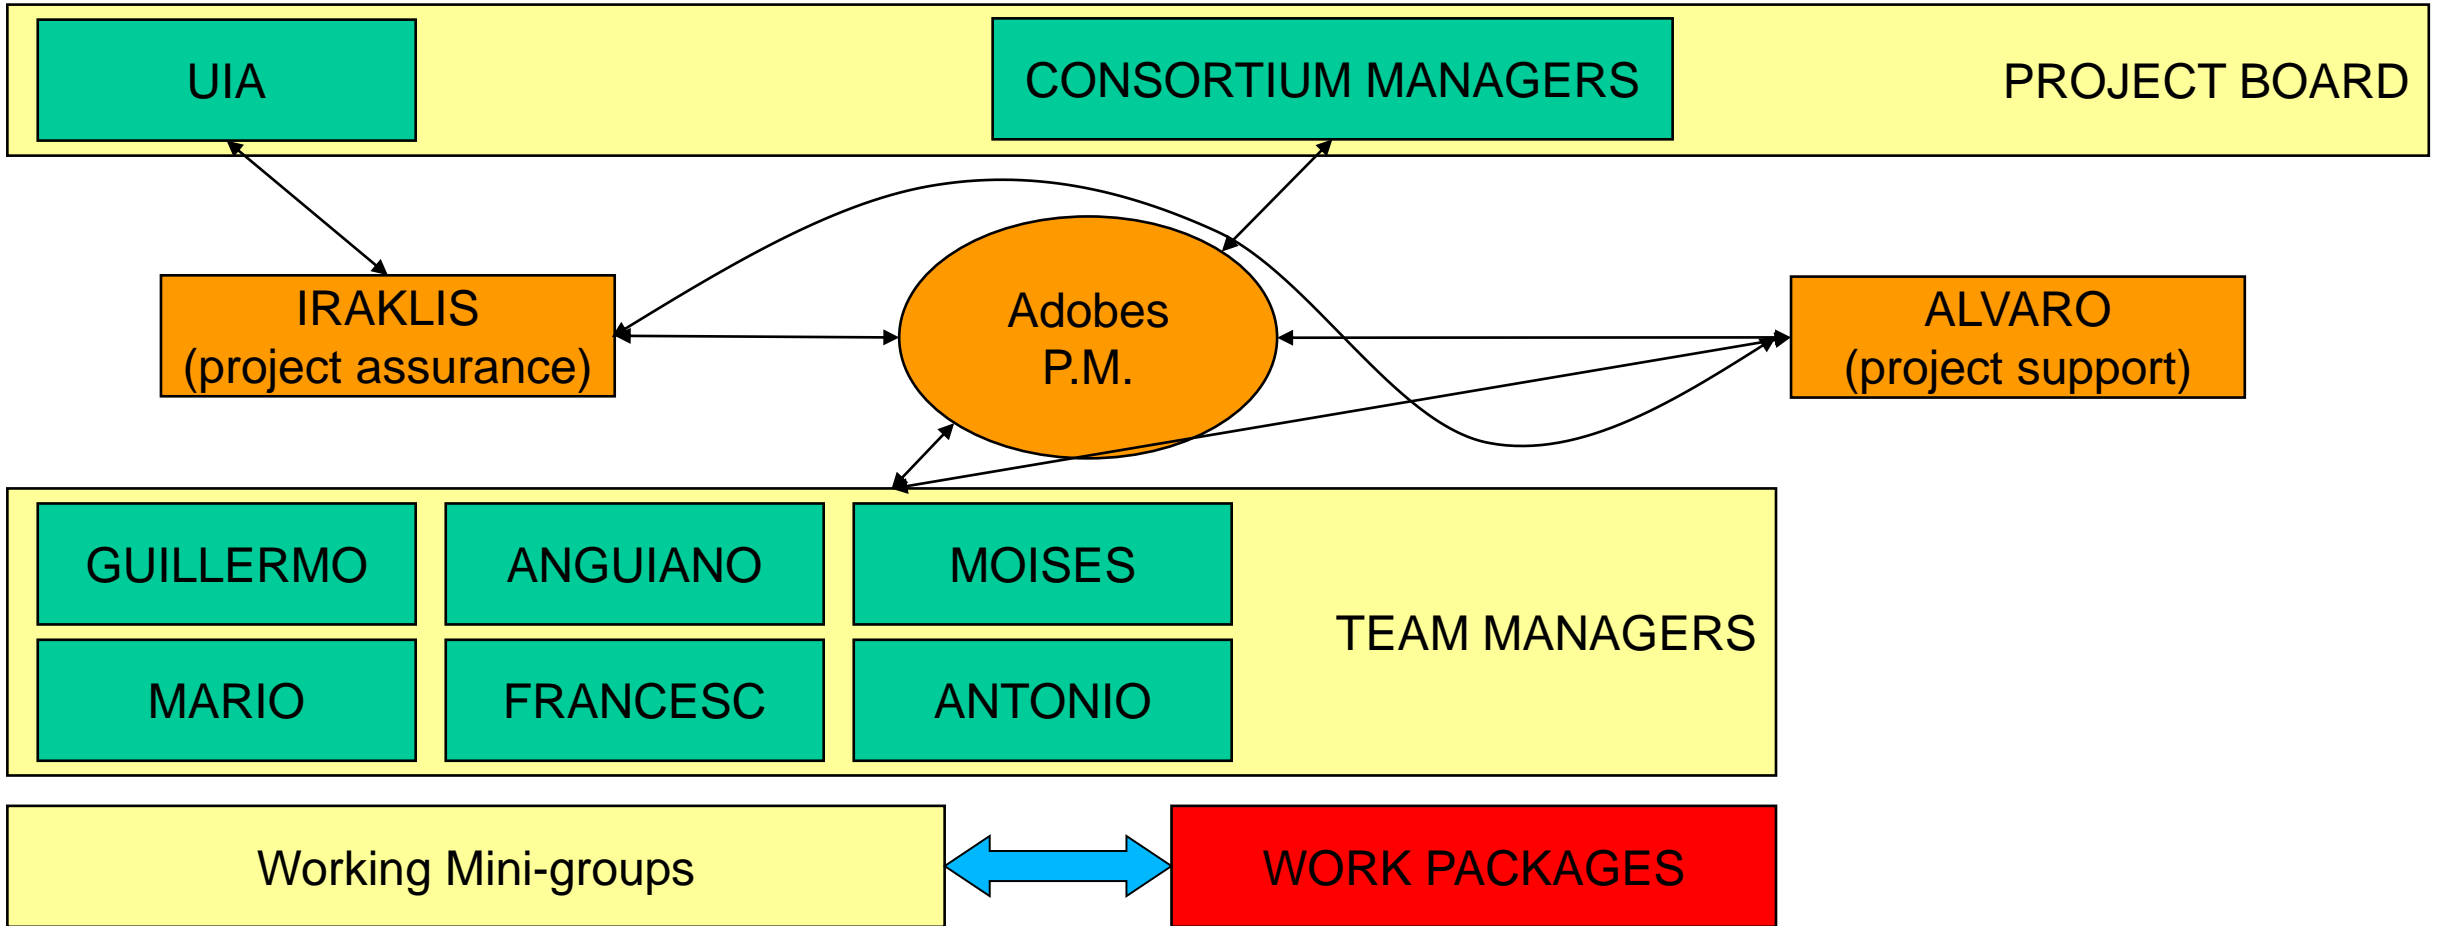 UIA
CONSORTIUM MANAGERS
PROJECT BOARD
IRAKLIS
(project assurance)
Adobes
P.M.
ALVARO
(project support)
GUILLERMO
ANGUIANO
MOISES
TEAM MANAGERS
MARIO
FRANCESC
ANTONIO
Working Mini-groups
WORK PACKAGES